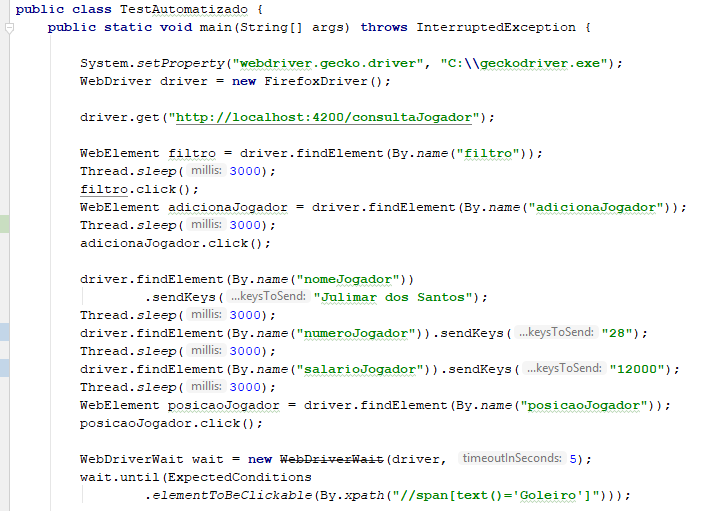 public class TestAutomatizado {
public static void main(String[] args) throws InterruptedException {
System.setProperty("webdriver.gecko.driver", "C:\\geckodriver.exe");
WebDriver driver = new FirefoxDriver();
driver.get("http://localhost:4200/consultaJogador");
WebElement filtro = driver.findElement(By.name("filtro"));
Thread.sleep( millis: 3000);
filtro.click();
WebElement adicionaJogador = driver.findElement(By.name("adicionaJogador"));
Thread.sleep( millis: 3000);
adicionaJogador.click();
driver.findElement(By.name("nomeJogador"))
.sendKeys( ...keysToSend: "Julimar dos Santos");
Thread.sleep( millis: 3000);
driver.findElement(By.name("numeroJogador")).sendKeys( ...keysToSend: "28");
Thread.sleep( millis: 3000);
driver.findElement(By.name("salarioJogador")).sendKeys( ...keysToSend: "12000");
Thread.sleep( millis: 3000);
WebElement posicaoJogador = driver.findElement(By.name("posicaoJogador"));
posicaoJogador.click();
WebDriverWait wait = new WebDriverWait(driver, timeoutInSeconds: 5);
wait.until(ExpectedConditions
.elementToBeClickable(By.xpath("//span[text()='Goleiro']")));